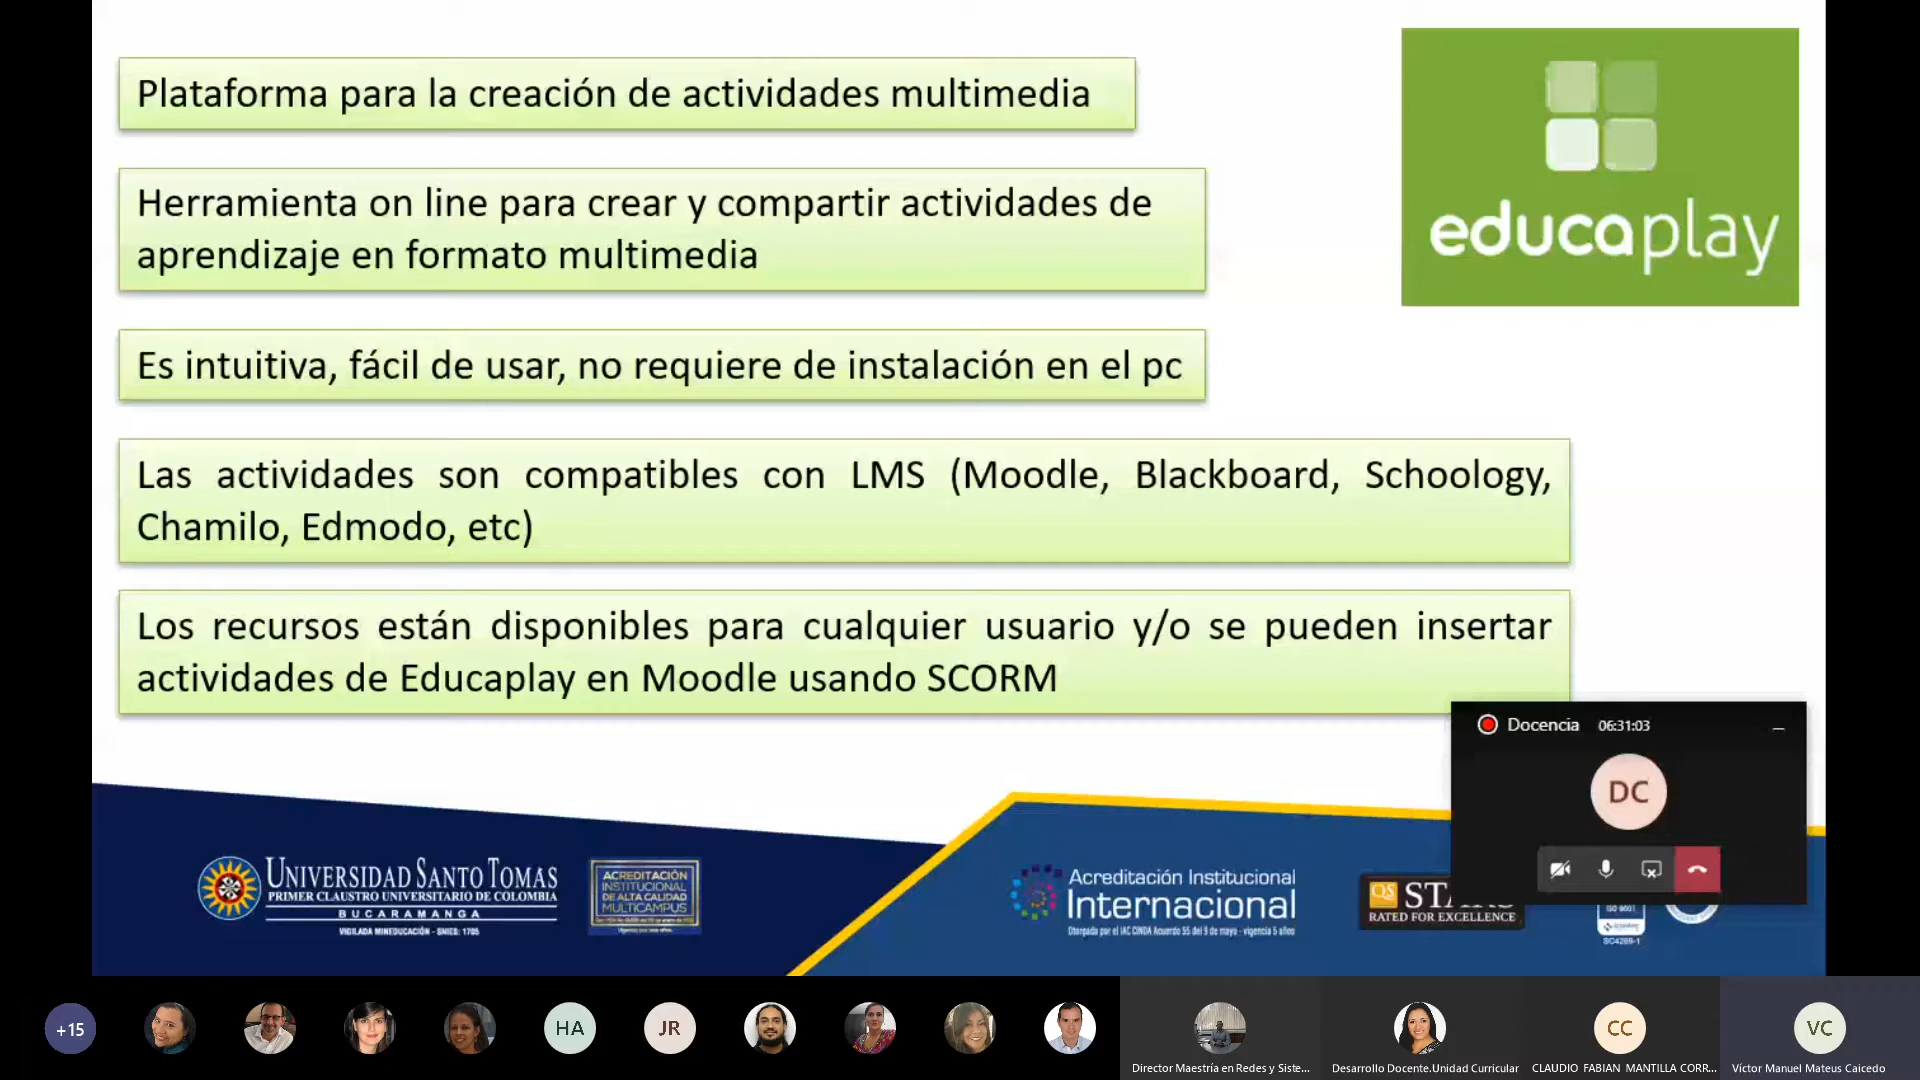 Plataforma para la creación de actividades multimedia
educaplay
Herramienta on line para crear y compartir actividades de
aprendizaje en formato multimedia
Es intuitiva, fácil de usar, no requiere de instalación en el pc
Las actividades son compatibles con LMS (Moodle, Blackboard, Schoology,
Chamilo, Edmodo, etc)
Los recursos están disponibles para cualquier usuario y/o se pueden insertar
actividades de Educaplay en Moodle usando SCORM
Docencia 06:31:03
DC
UNIVERSIDAD SANTO TOMAS
PRIMER CLAUSTRO UNIVERSITARIO DE COLOMBIA
BUCARAMANGA
VIGILADA MINEDUCACIÓN - SNIES: 1705
ACREDITACIÓN
INSTITUCIONAL
DE ALTA CALIDAD
MULTICAMPUS
Acreditación Institucional
Internacional
Otorgada por el IAC CINDA Acuerdo 55 del 9 de mayo - vigencia 5 años
QS
RATED FOR EXCELLENCE
ISO 9001
SC4289-1
+15
HA
JR
CC
VC
Director Maestría en Redes y Siste...
Desarrollo Docente.Unidad Curricular
CLAUDIO FABIAN MANTILLA CORR...
Víctor Manuel Mateus Caicedo